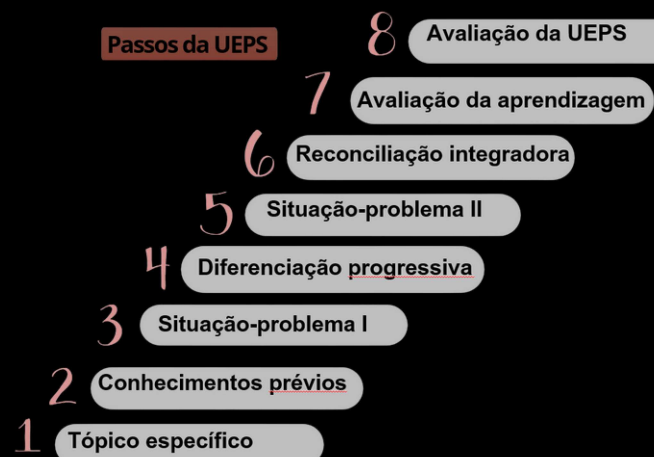 Passos da UEPS
8 Avaliação da UEPS
7 Avaliação da aprendizagem
6 Reconciliação integradora
5 Situação-problema II
4 Diferenciação progressiva
3 Situação-problema I
2 Conhecimentos prévios
1 Tópico específico